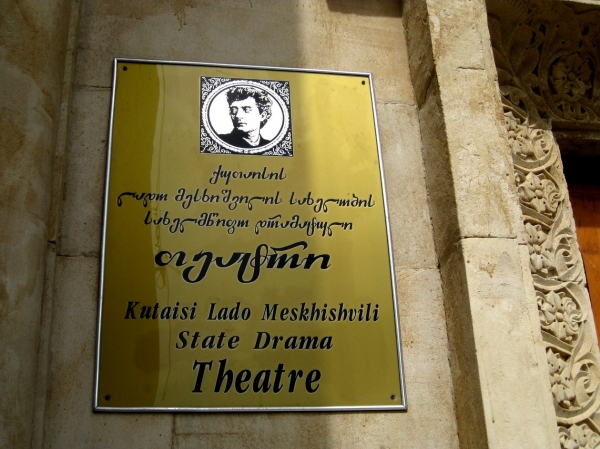 ქუთაისის
ლადო მესხიშვილის სახელობის
სახელმწიფო დრამატული
თეატრი
Kutaisi Lado Meskhishvili
State Drama
Theatre